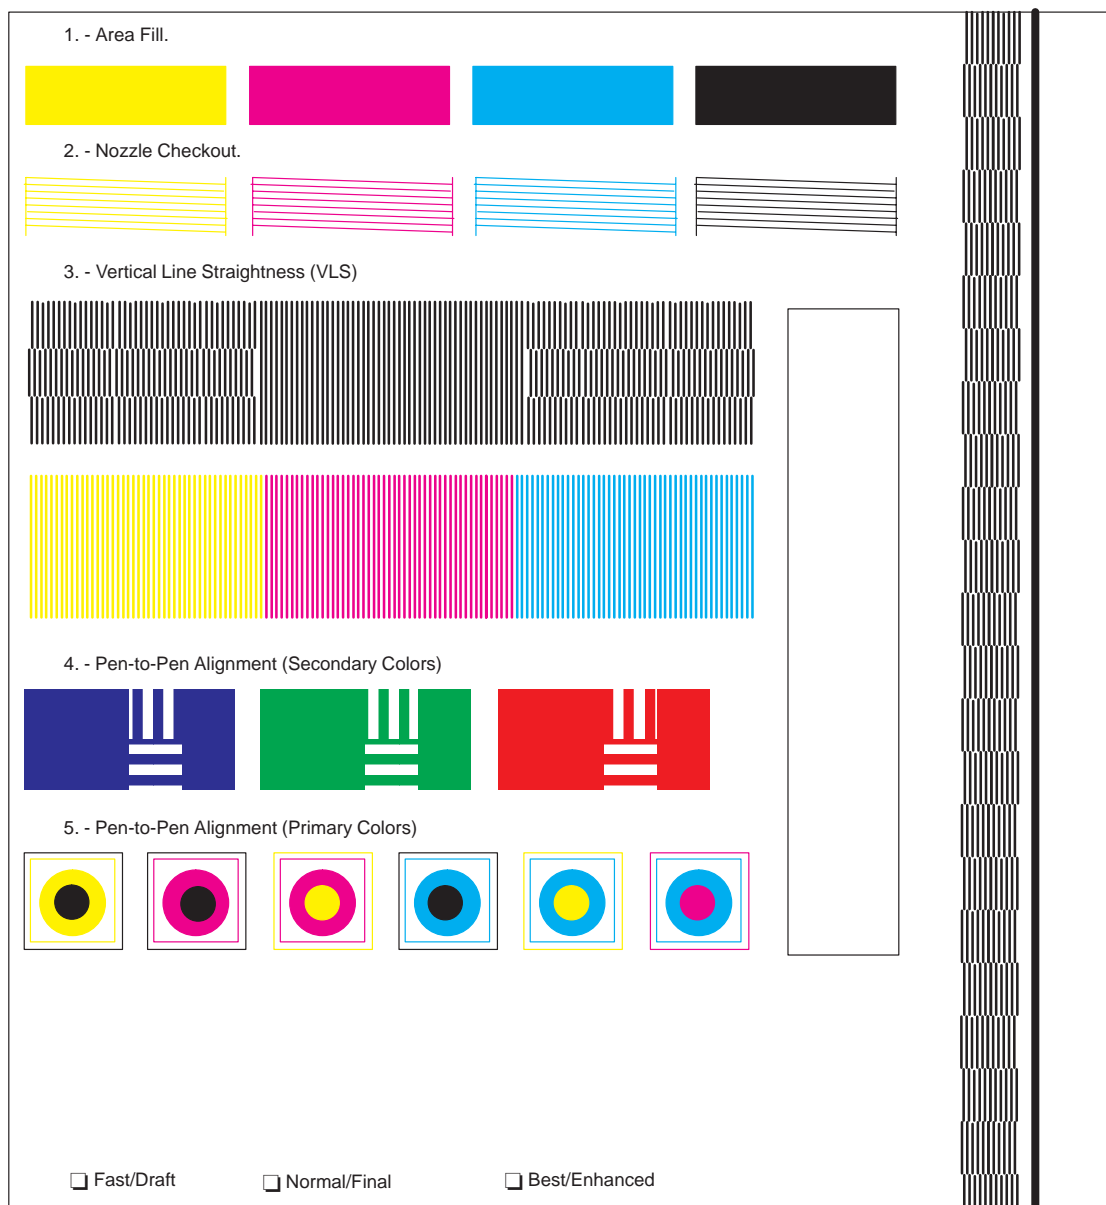 1. - Area Fill.
2. - Nozzle Checkout.
3. - Vertical Line Straightness (VLS)
4. - Pen-to-Pen Alignment (Secondary Colors)
5. - Pen-to-Pen Alignment (Primary Colors)
❏ Fast/Draft ❏ Normal/Final ❏ Best/Enhanced